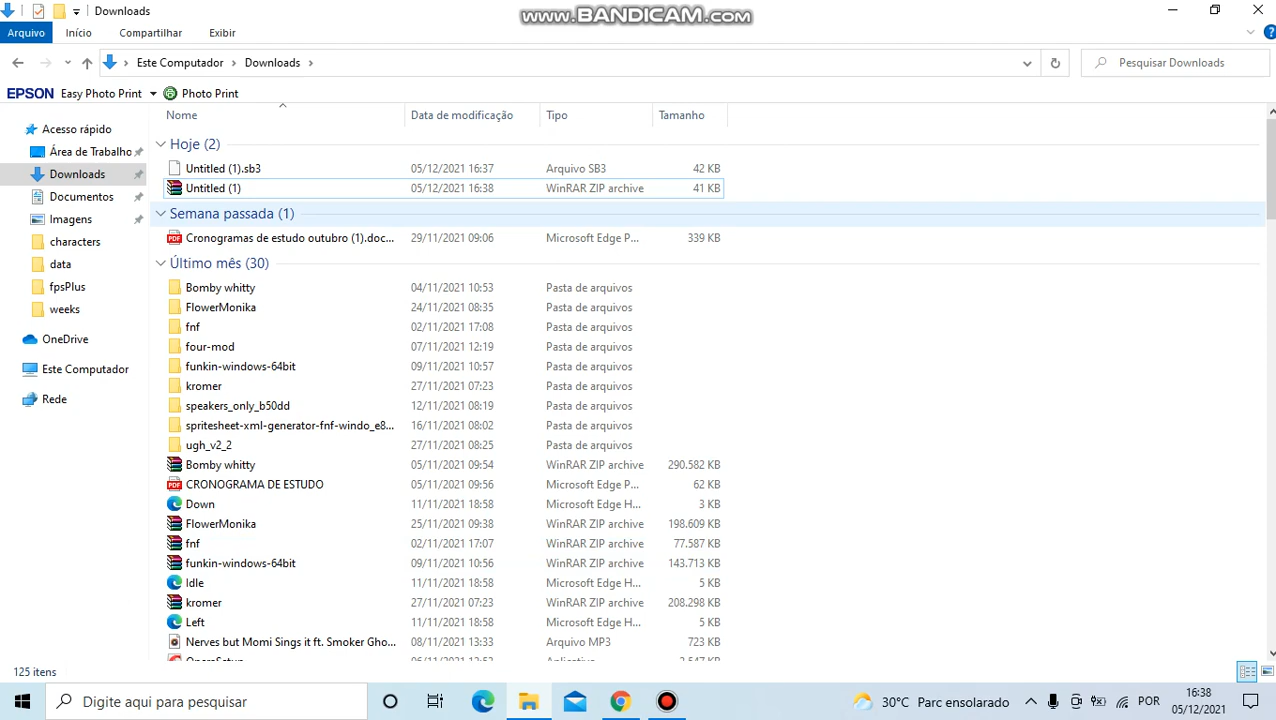 Downloads
www.BANDICAM.com
Arquivo Início Compartilhar Exibir
Este Computador Downloads Pesquisar Downloads
EPSON Easy Photo Print Photo Print
Nome Data de modificação Tipo Tamanho
Acesso rápido
Área de Trabalho
Downloads
Documentos
Imagens
characters
data
fpsPlus
weeks
OneDrive
Este Computador
Rede
Hoje (2)
Untitled (1).sb3 05/12/2021 16:37 Arquivo SB3 42 KB
Untitled (1) 05/12/2021 16:38 WinRAR ZIP archive 41 KB
Semana passada (1)
Cronogramas de estudo outubro (1).doc... 29/11/2021 09:06 Microsoft Edge P... 339 KB
Último mês (30)
Bomby whitty 04/11/2021 10:53 Pasta de arquivos
FlowerMonika 24/11/2021 08:35 Pasta de arquivos
fnf 02/11/2021 17:08 Pasta de arquivos
four-mod 07/11/2021 12:19 Pasta de arquivos
funkin-windows-64bit 09/11/2021 10:57 Pasta de arquivos
kromer 27/11/2021 07:23 Pasta de arquivos
speakers_only_b50dd 12/11/2021 08:19 Pasta de arquivos
spritesheet-xml-generator-fnf-windo_e8... 16/11/2021 08:02 Pasta de arquivos
ugh_v2_2 27/11/2021 08:25 Pasta de arquivos
Bomby whitty 05/11/2021 09:54 WinRAR ZIP archive 290.582 KB
CRONOGRAMA DE ESTUDO 05/11/2021 09:56 Microsoft Edge P... 62 KB
Down 11/11/2021 18:58 Microsoft Edge H... 3 KB
FlowerMonika 25/11/2021 09:38 WinRAR ZIP archive 198.609 KB
fnf 02/11/2021 17:07 WinRAR ZIP archive 77.587 KB
funkin-windows-64bit 09/11/2021 10:56 WinRAR ZIP archive 143.713 KB
Idle 11/11/2021 18:58 Microsoft Edge H... 5 KB
kromer 27/11/2021 07:23 WinRAR ZIP archive 208.298 KB
Left 11/11/2021 18:58 Microsoft Edge H... 5 KB
Nerves but Momi Sings it ft. Smoker Gho... 08/11/2021 13:33 Arquivo MP3 723 KB
125 itens
Digite aqui para pesquisar 30°C Parc ensolarado POR 16:38
05/12/2021